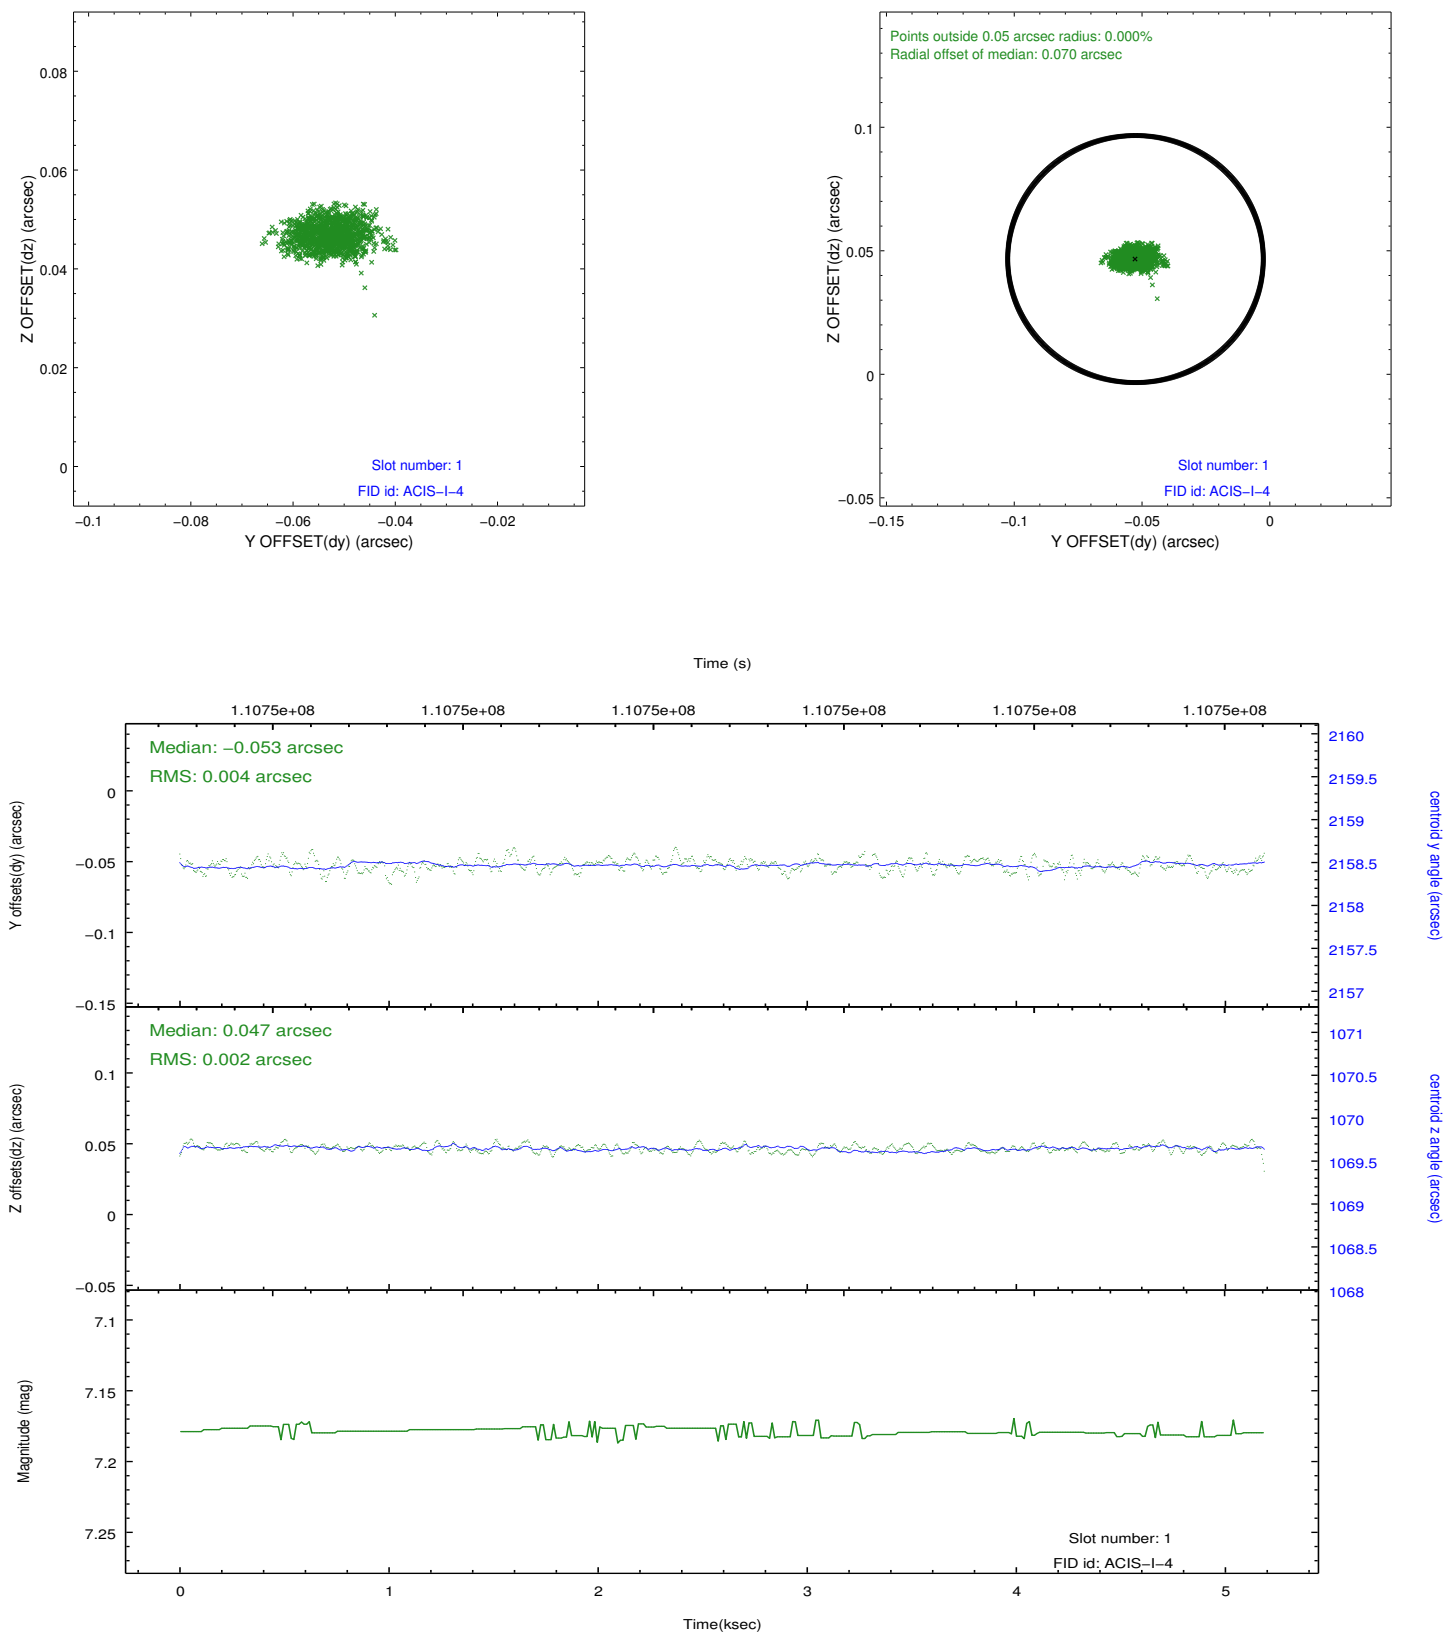 0.08
0.06
0.04
0.02
0
Z OFFSET(dz) (arcsec)
Slot number: 1
FID id: ACIS−I−4
−0.1
−0.08
−0.06
−0.04
−0.02
Y OFFSET(dy) (arcsec)
Points outside 0.05 arcsec radius: 0.000%
Radial offset of median: 0.070 arcsec
0.1
0.05
0
−0.05
Z OFFSET(dz) (arcsec)
Slot number: 1
FID id: ACIS−I−4
−0.15
−0.1
−0.05
0
Y OFFSET(dy) (arcsec)
Time (s)
1.1075e+08
1.1075e+08
1.1075e+08
1.1075e+08
1.1075e+08
1.1075e+08
Median: −0.053 arcsec
RMS: 0.004 arcsec
0
−0.05
−0.1
−0.15
Y offsets(dy) (arcsec)
2160
2159.5
2159
2158.5
2158
2157.5
2157
centroid y angle (arcsec)
Median: 0.047 arcsec
RMS: 0.002 arcsec
0.1
0.05
0
−0.05
Z offsets(dz) (arcsec)
1071
1070.5
1070
1069.5
1069
1068.5
1068
centroid z angle (arcsec)
7.1
7.15
7.2
7.25
Magnitude (mag)
Slot number: 1
FID id: ACIS−I−4
0
1
2
3
4
5
Time(ksec)